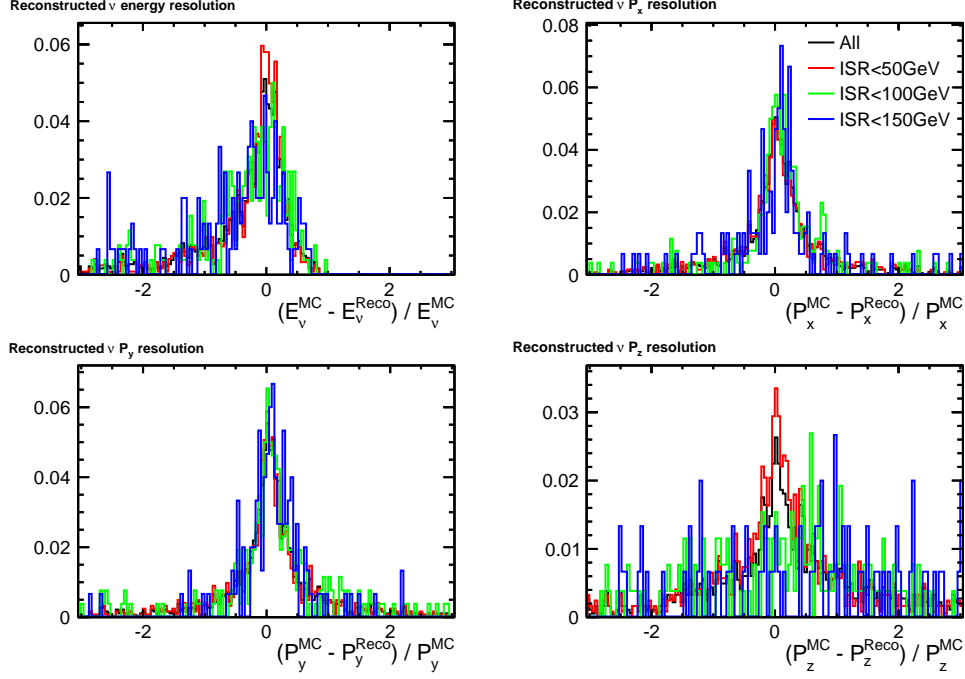 Reconstructed ν energy resolution
0.06
0.04
0.02
0
-2 0 2
(E_ν^MC - E_ν^Reco) / E_ν^MC
Reconstructed ν P_x resolution
0.08
0.06
0.04
0.02
0
-2 0 2
All
ISR<50GeV
ISR<100GeV
ISR<150GeV
(P_x^MC - P_x^Reco) / P_x^MC
Reconstructed ν P_y resolution
0.06
0.04
0.02
0
-2 0 2
(P_y^MC - P_y^Reco) / P_y^MC
Reconstructed ν P_z resolution
0.03
0.02
0.01
0
-2 0 2
(P_z^MC - P_z^Reco) / P_z^MC